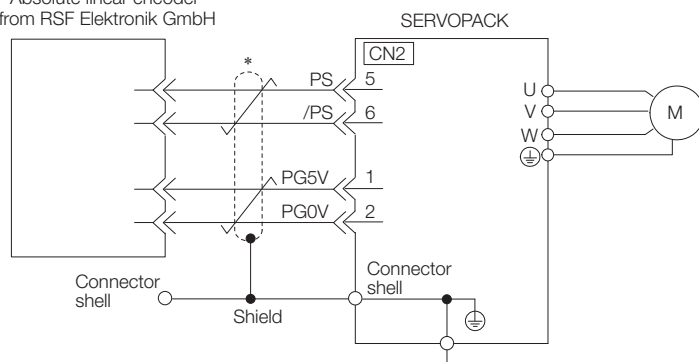 Absolute linear encoder
from RSF Elektronik GmbH
SERVOPACK
CN2
*
PS 5
/PS 6
PG5V 1
PG0V 2
U
V
W
M
Connector
shell
Shield
Connector
shell